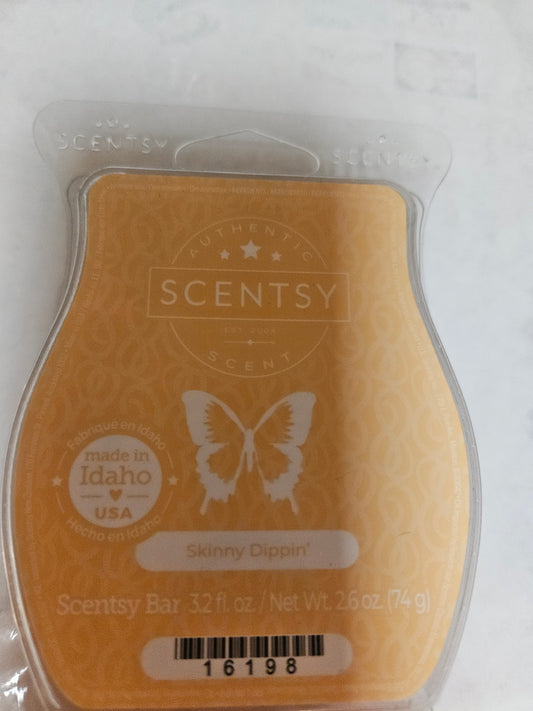 SCENTSY SCENTSY
AUTHENTIC
SCENTSY
EST. 2004
SCENT
Fabriqué en Idaho
made in
Idaho
USA
Hecho en Idaho
Skinny Dippin'
Scentsy Bar 3.2 fl. oz. / Net Wt. 2.6 oz. (74 g)
16198